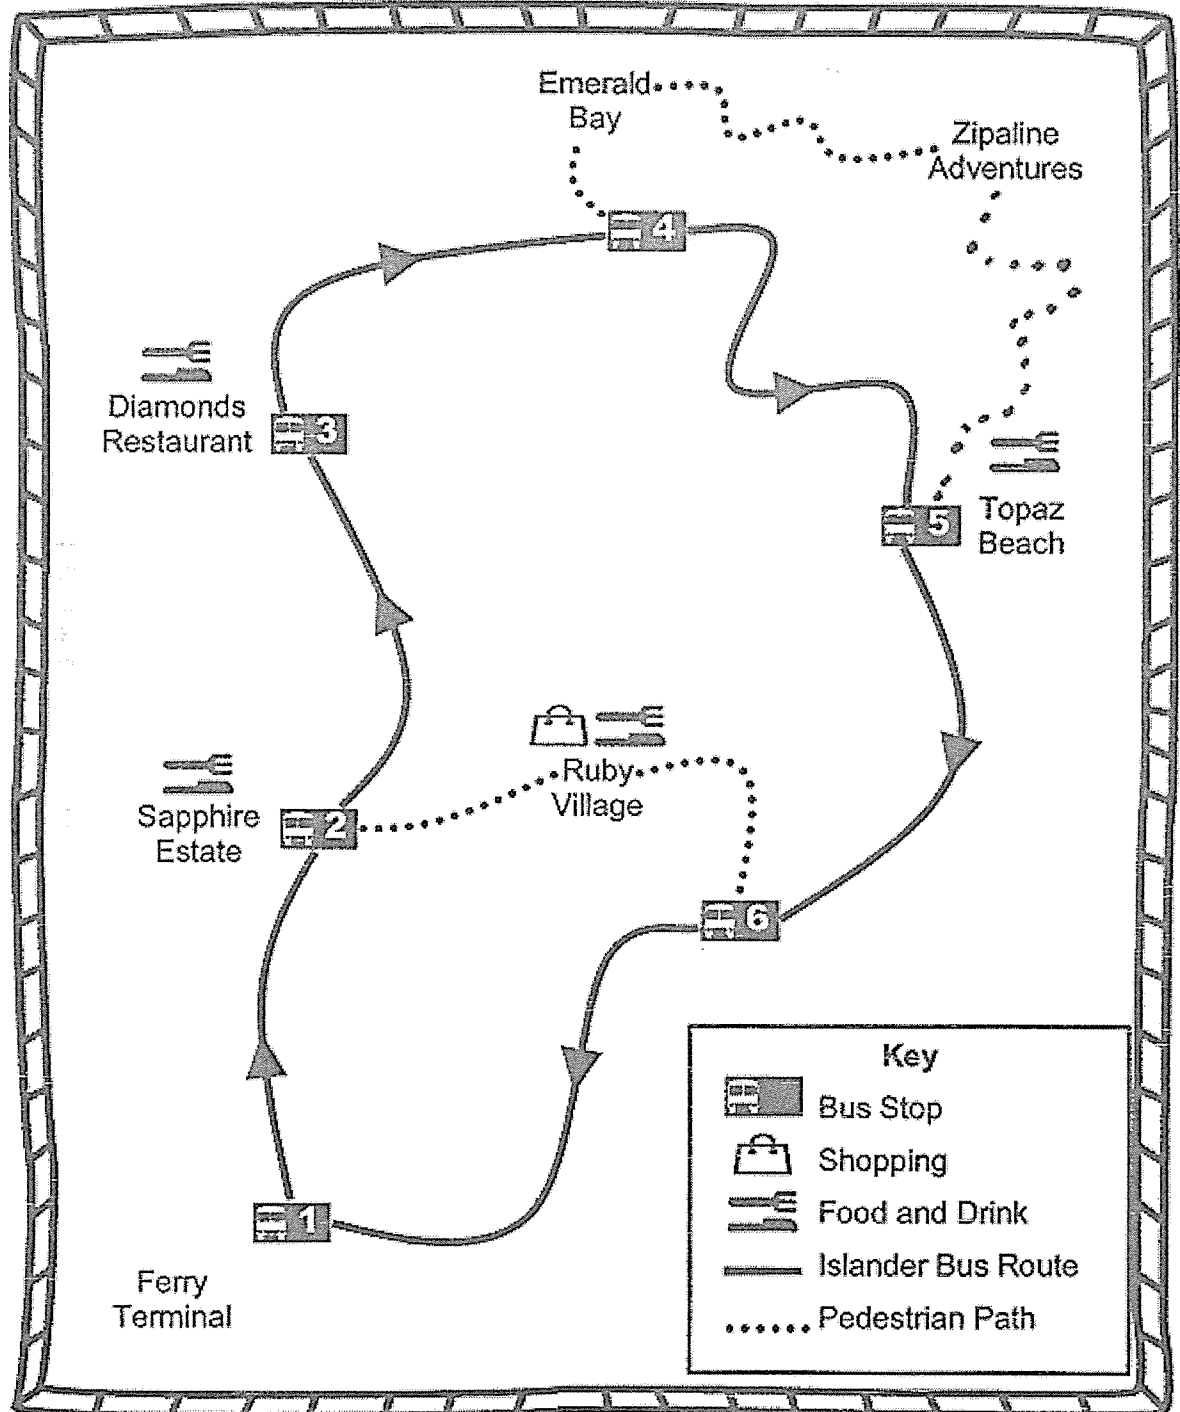 Emerald
Bay
Zipaline
Adventures
4
Diamonds
Restaurant
3
5
Topaz
Beach
Ruby
Village
Sapphire
Estate
2
6
1
Ferry
Terminal
Key
Bus Stop
Shopping
Food and Drink
Islander Bus Route
Pedestrian Path